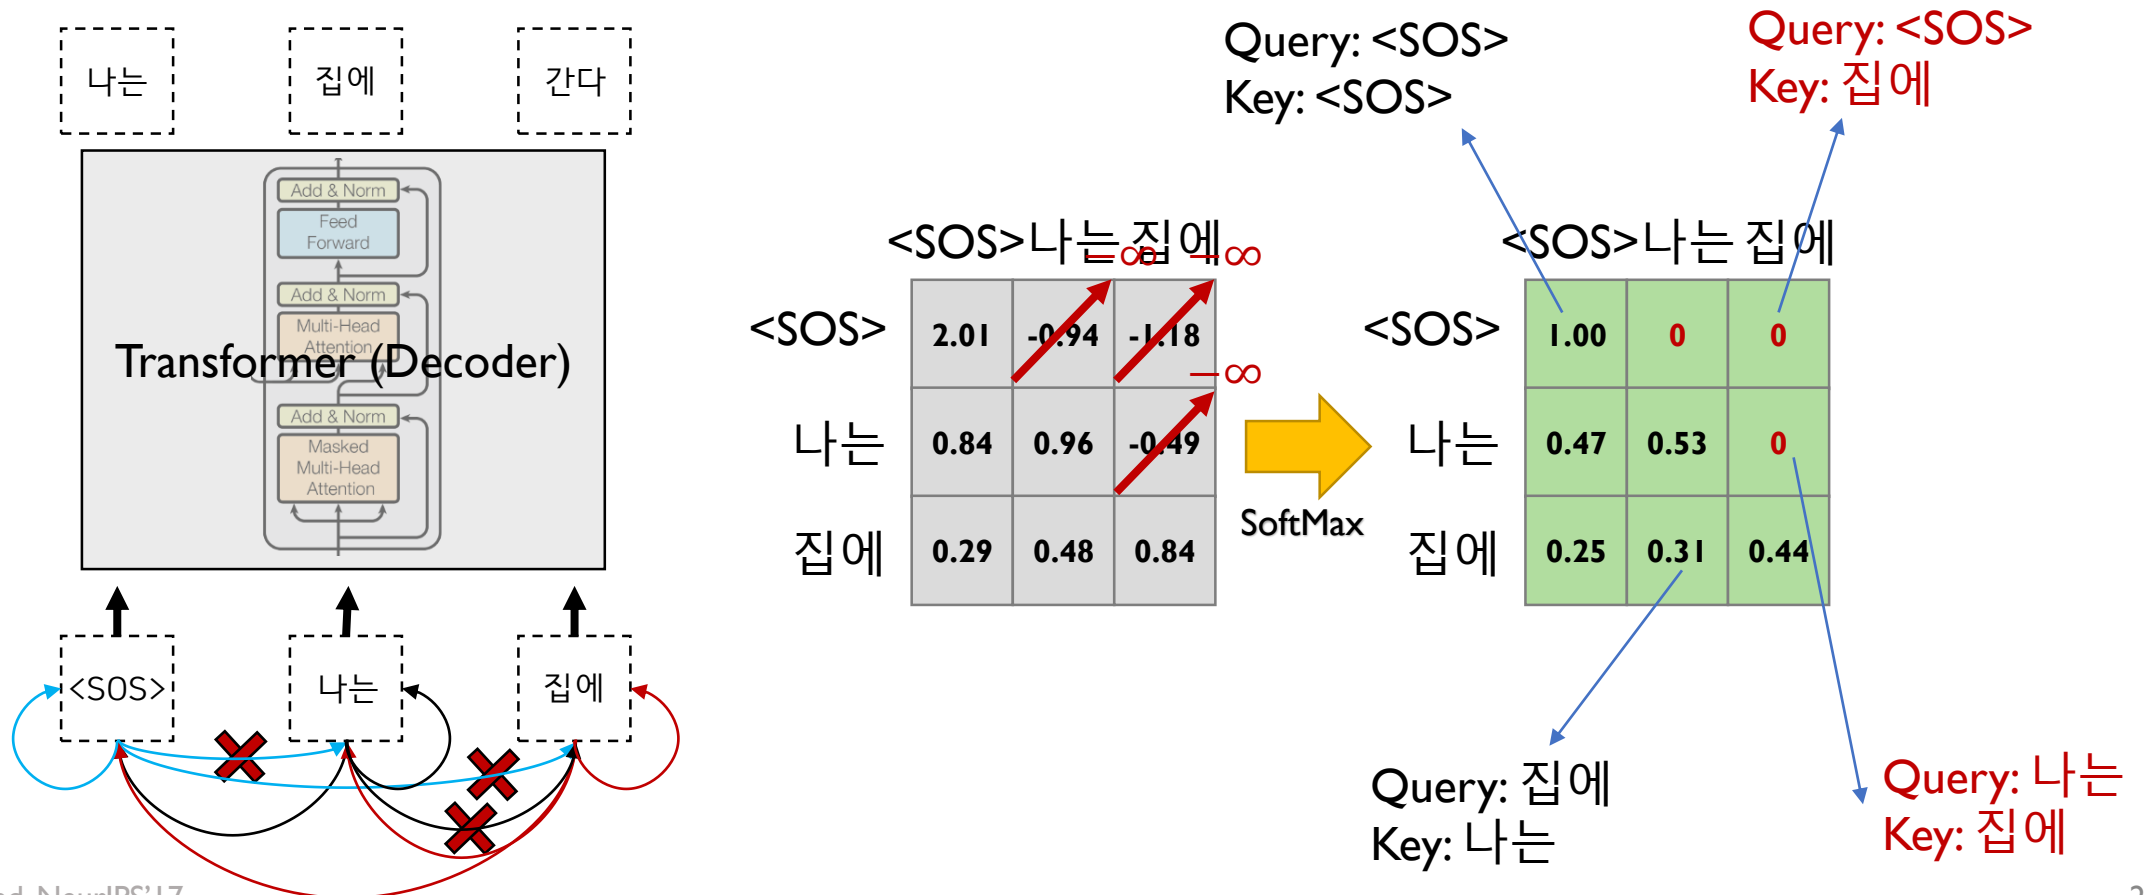 나는 집에 간다
Add & Norm
Feed
Forward
Add & Norm
Multi-Head
Attention
Transformer (Decoder)
Add & Norm
Masked
Multi-Head
Attention
<SOS> 나는 집에
<SOS> 나는 집에
−∞ −∞
<SOS> 2.01 -0.94 -1.18
−∞
나는 0.84 0.96 -0.49
집에 0.29 0.48 0.84
SoftMax
Query: <SOS>
Key: <SOS>
Query: <SOS>
Key: 집에
<SOS> 나는 집에
<SOS> 1.00 0 0
나는 0.47 0.53 0
집에 0.25 0.31 0.44
Query: 집에
Key: 나는
Query: 나는
Key: 집에
NeurIPS'17